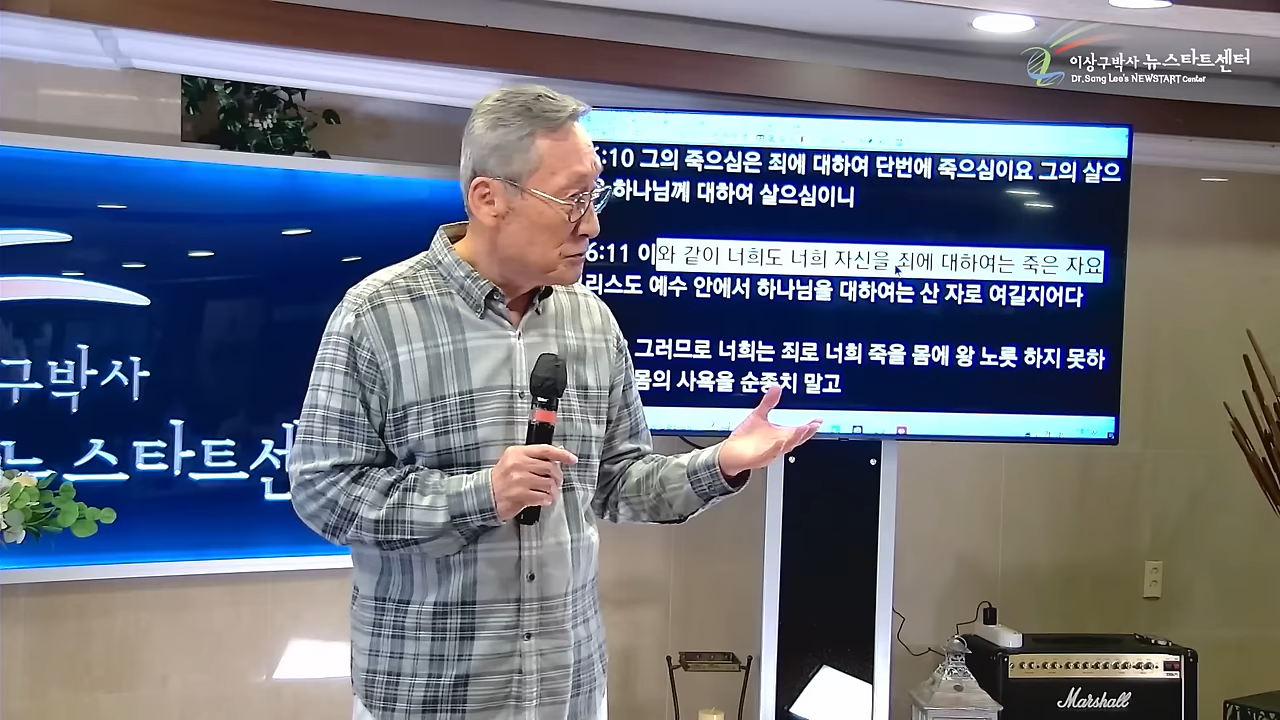 이상구박사 뉴스타트센터
Dr.Sang Lee's NEWSTART Center
:10 그의 죽으심은 죄에 대하여 단번에 죽으심이요 그의 살으
하나님께 대하여 살으심이니
6:11 이와 같이 너희도 너희 자신을 죄에 대하여는 죽은 자요
리스도 예수 안에서 하나님을 대하여는 산 자로 여길지어다
그러므로 너희는 죄로 너희 죽을 몸에 왕 노릇 하지 못하
몸의 사욕을 순종치 말고
구박사
뉴스타트센
Marshall